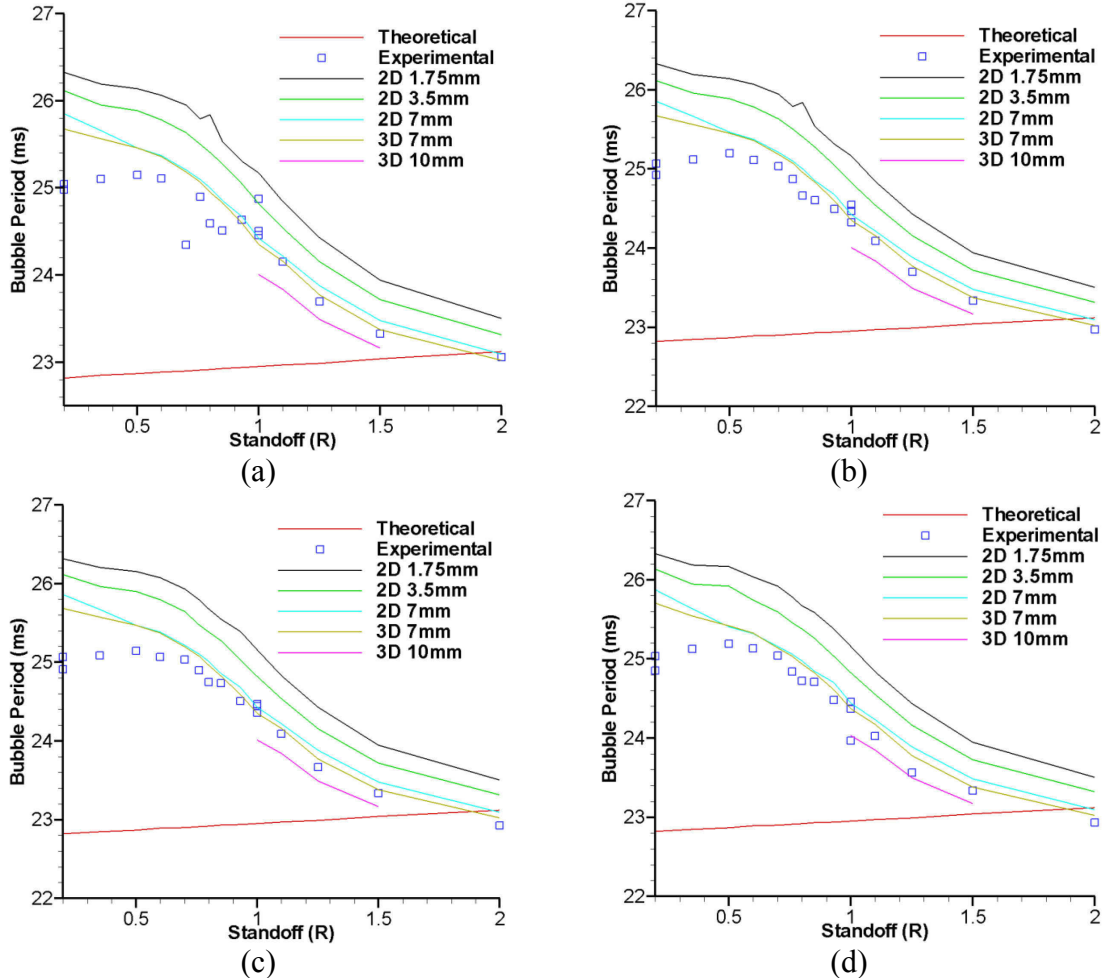 27
26
25
24
23
Bubble Period (ms)
0.5
1
1.5
2
Standoff (R)
Theoretical
Experimental
2D 1.75mm
2D 3.5mm
2D 7mm
3D 7mm
3D 10mm
(a)
27
26
25
24
23
22
Bubble Period (ms)
0.5
1
1.5
2
Standoff (R)
Theoretical
Experimental
2D 1.75mm
2D 3.5mm
2D 7mm
3D 7mm
3D 10mm
(b)
27
26
25
24
23
22
Bubble Period (ms)
0.5
1
1.5
2
Standoff (R)
Theoretical
Experimental
2D 1.75mm
2D 3.5mm
2D 7mm
3D 7mm
3D 10mm
(c)
27
26
25
24
23
22
Bubble Period (ms)
0.5
1
1.5
2
Standoff (R)
Theoretical
Experimental
2D 1.75mm
2D 3.5mm
2D 7mm
3D 7mm
3D 10mm
(d)